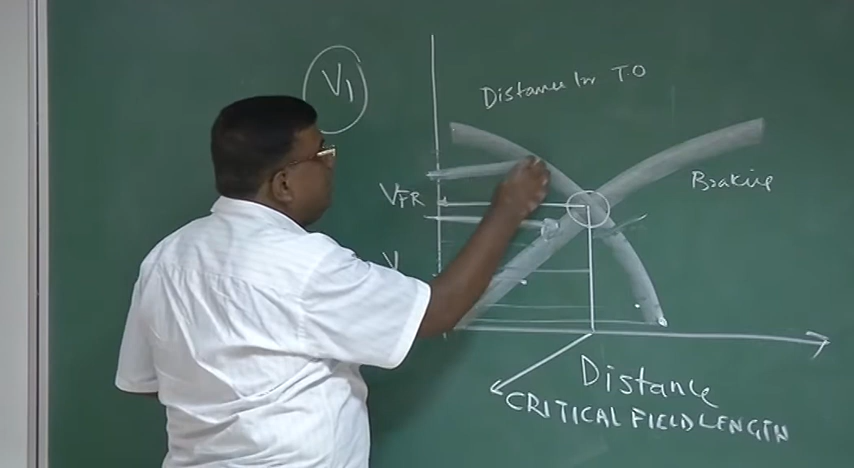 V1
Distance for T.O
VFR
Braking
V
Distance
CRITICAL FIELD LENGTH